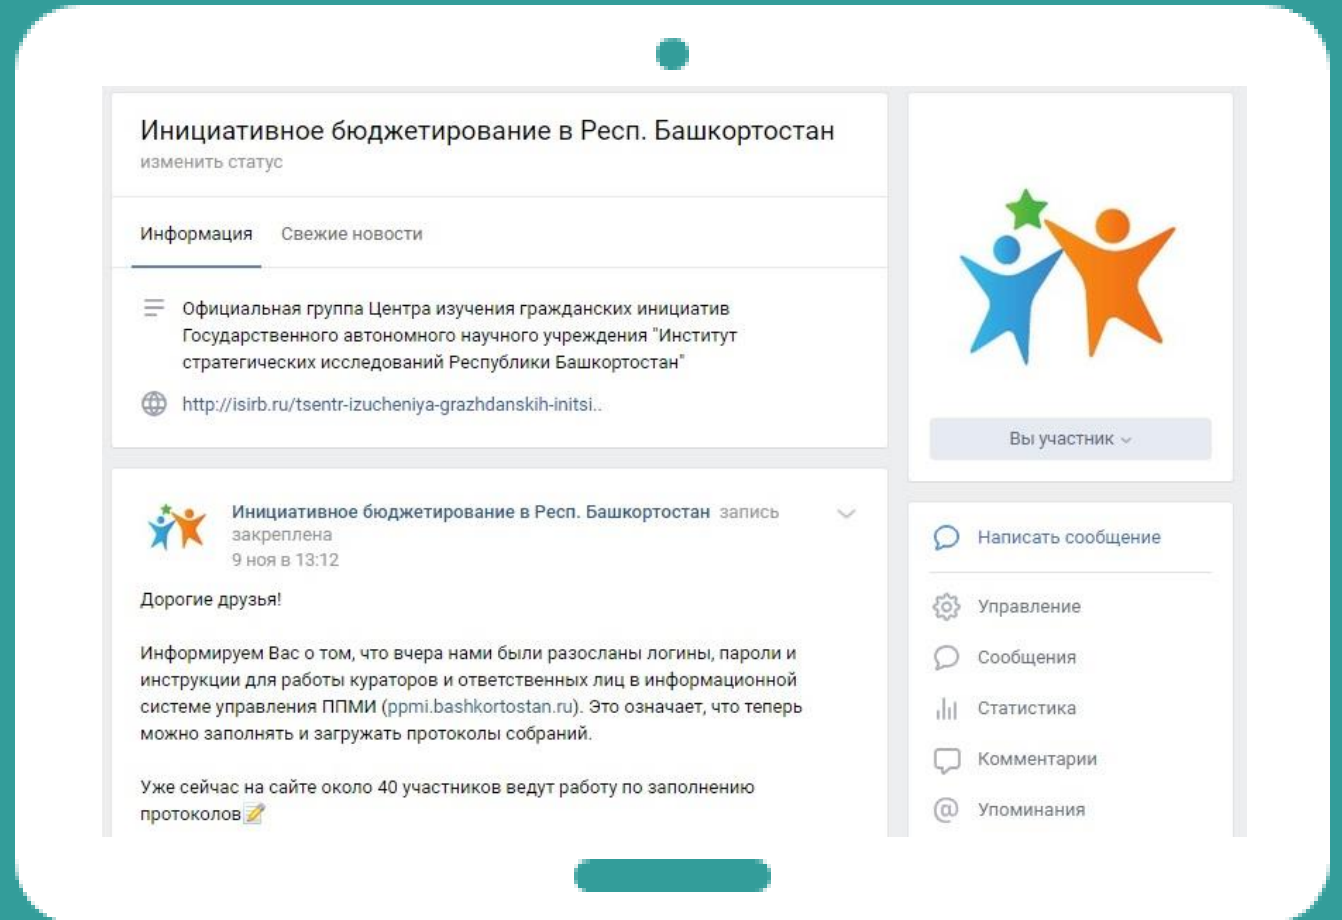 Инициативное бюджетирование в Респ. Башкортостан
изменить статус
Информация Свежие новости
Официальная группа Центра изучения гражданских инициатив
Государственного автономного научного учреждения "Институт
стратегических исследований Республики Башкортостан"
http://isirb.ru/tsentr-izucheniya-grazhdanskih-initsi..
Инициативное бюджетирование в Респ. Башкортостан запись
закреплена
9 ноя в 13:12
Дорогие друзья!
Информируем Вас о том, что вчера нами были разосланы логины, пароли и
инструкции для работы кураторов и ответственных лиц в информационной
системе управления ППМИ (ppmi.bashkortostan.ru). Это означает, что теперь
можно заполнять и загружать протоколы собраний.
Уже сейчас на сайте около 40 участников ведут работу по заполнению
протоколов📝
Вы участник
Написать сообщение
Управление
Сообщения
Статистика
Комментарии
Упоминания